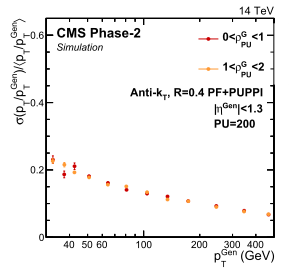 14 TeV
CMS Phase-2
Simulation
0<ρ^G_PU<1
1<ρ^G_PU<2
Anti-k_T, R=0.4 PF+PUPPI
|η^Gen|<1.3
PU=200
σ(p_T/p_T^Gen)/⟨p_T/p_T^Gen⟩
0.6
0.4
0.2
0
40 50 60 100 200 300 400
p_T^Gen (GeV)